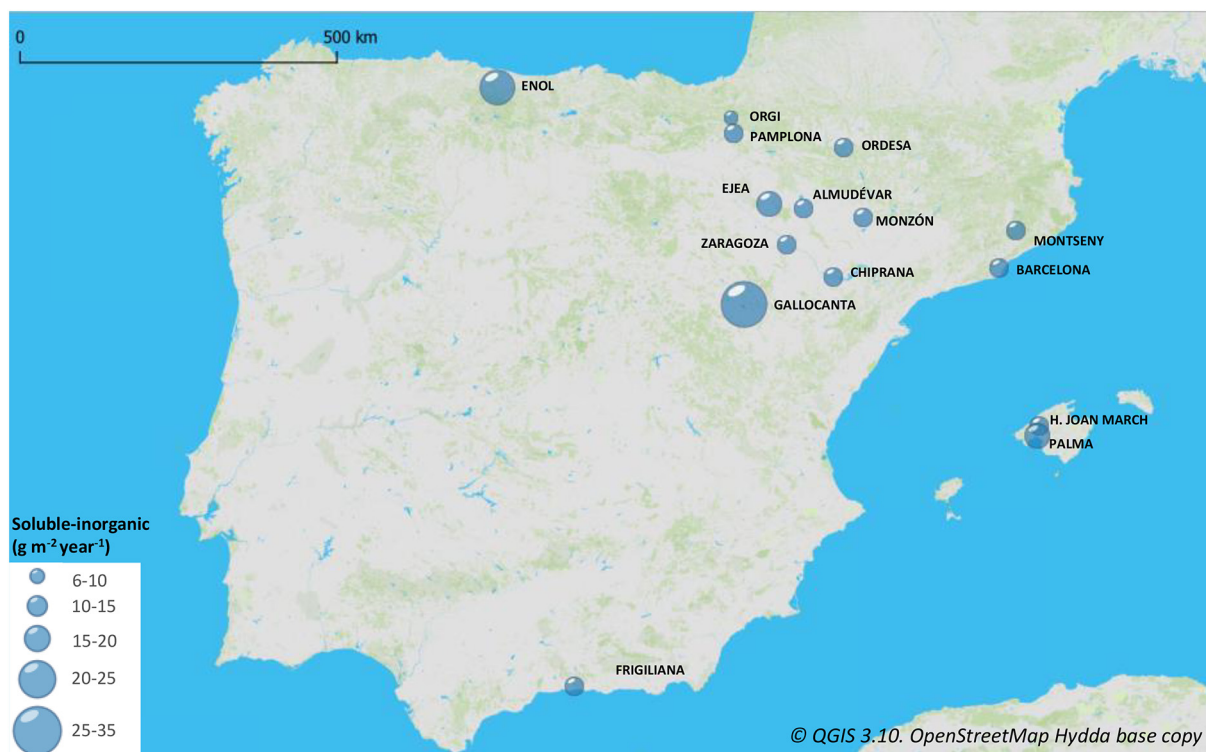 0 500 km
ENOL
ORGI
PAMPLONA
ORDESA
EJEA
ALMUDÉVAR
MONZÓN
ZARAGOZA
MONTSENY
CHIPRANA
BARCELONA
GALLOCANTA
H. JOAN MARCH
PALMA
Soluble-inorganic
(g m⁻² year⁻¹)
6-10
10-15
15-20
20-25
25-35
FRIGILIANA
© QGIS 3.10. OpenStreetMap Hydda base copy